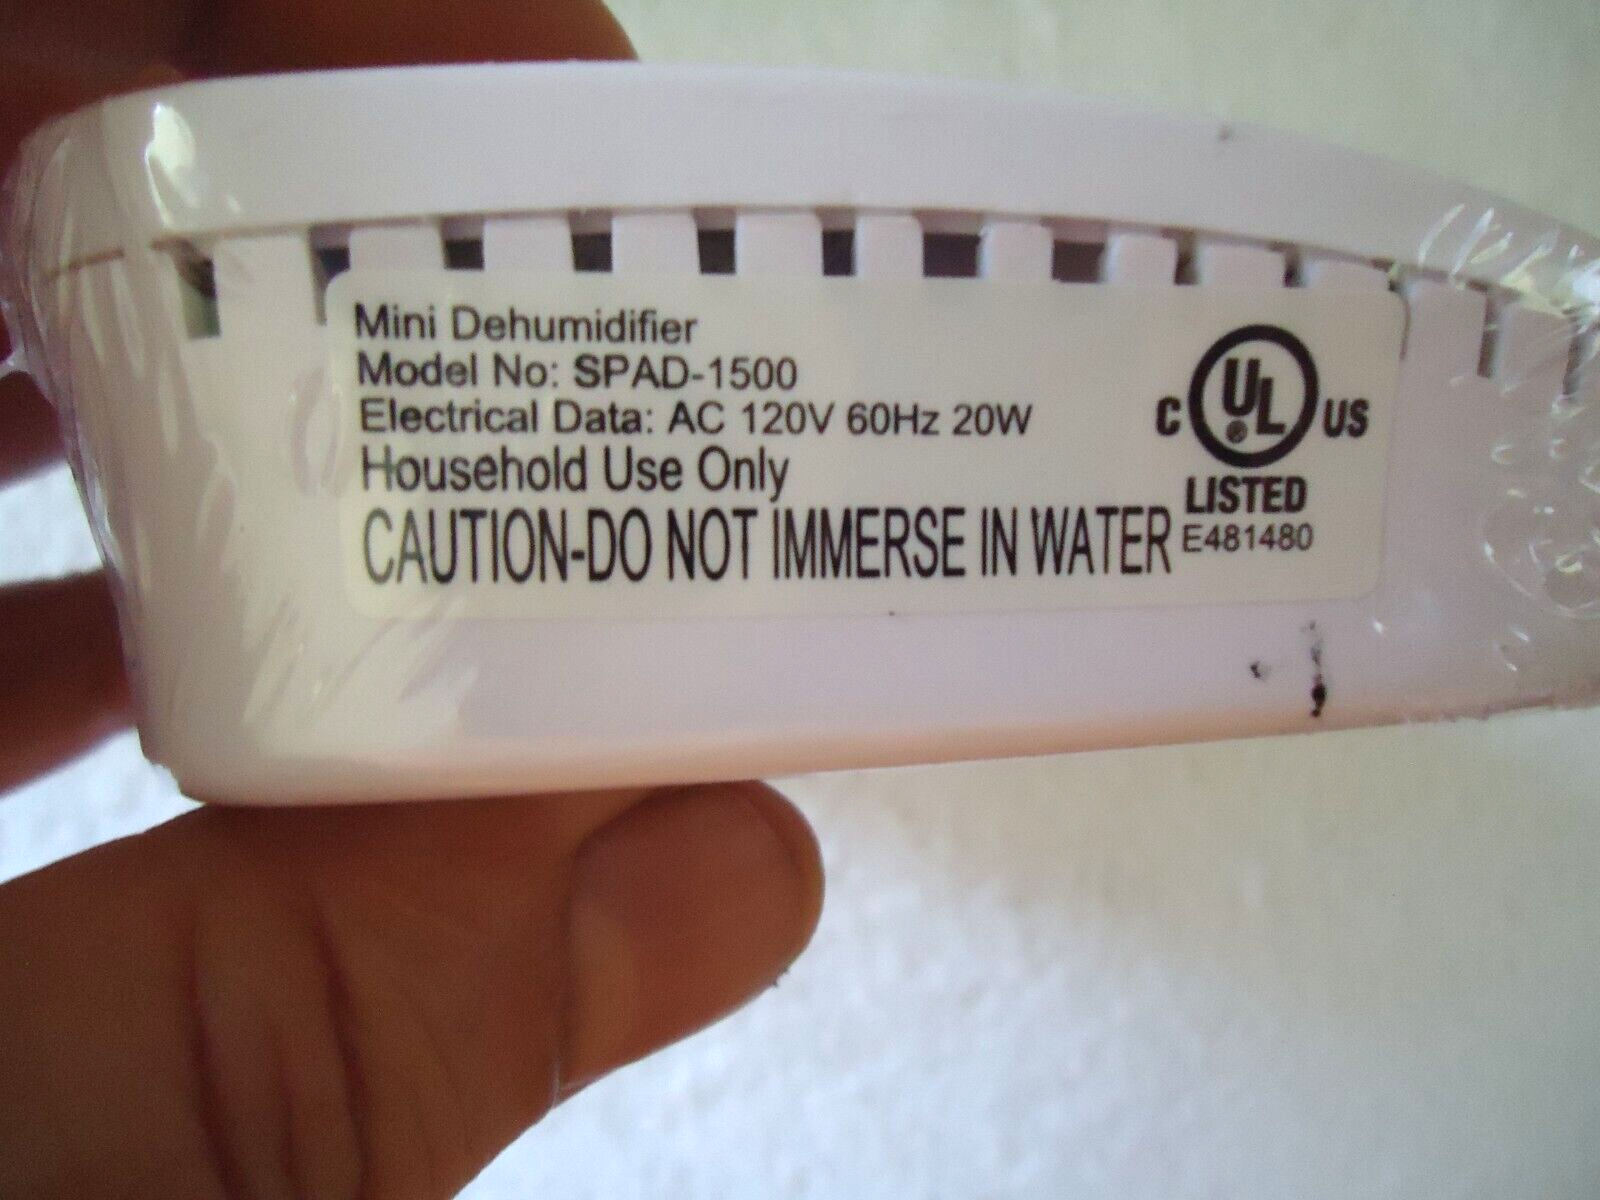 Mini Dehumidifier
Model No: SPAD-1500
Electrical Data: AC 120V 60Hz 20W
Household Use Only
CAUTION-DO NOT IMMERSE IN WATER
C UL ® US
LISTED
E481480